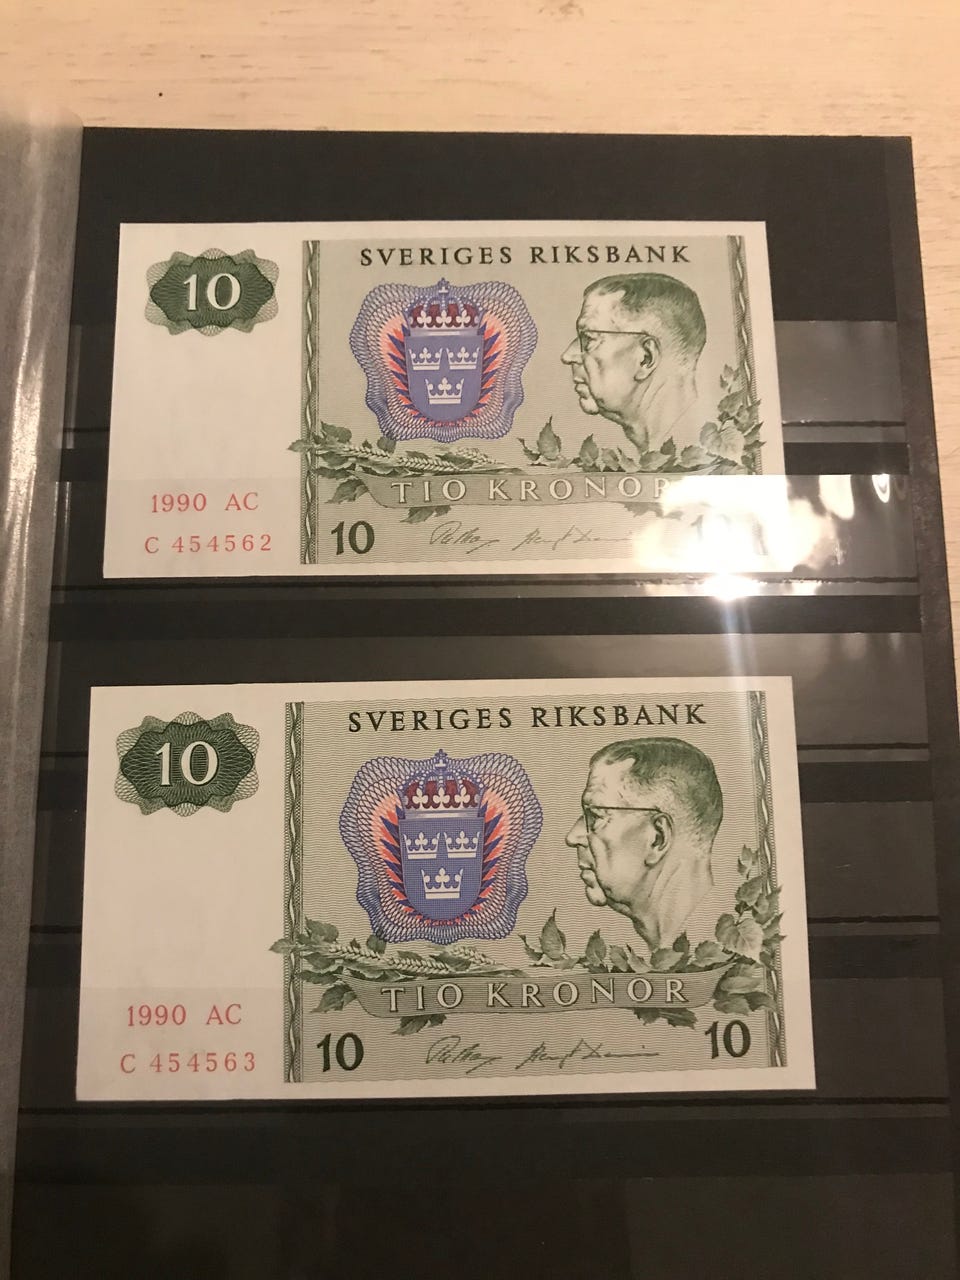 10
SVERIGES RIKSBANK
TIO KRONOR
1990 AC
C 454562
10
10
SVERIGES RIKSBANK
TIO KRONOR
1990 AC
C 454563
10
10